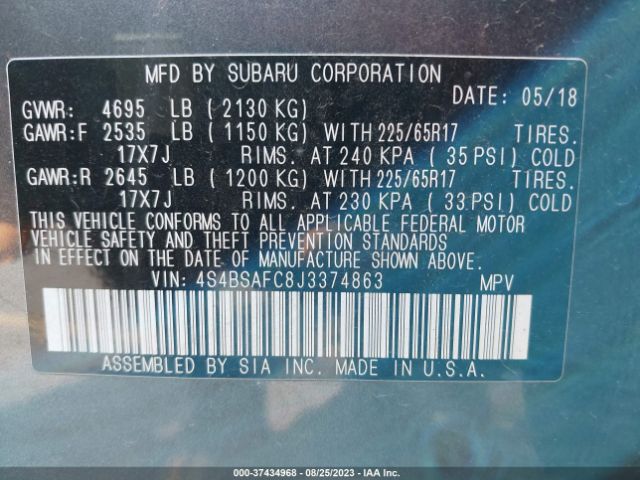 MFD BY SUBARU CORPORATION
DATE: 05/18
GVWR: 4695 LB ( 2130 KG)
GAWR:F 2535 LB ( 1150 KG) WITH 225/65R17 TIRES.
17X7J RIMS. AT 240 KPA ( 35 PSI) COLD
GAWR:R 2645 LB ( 1200 KG) WITH 225/65R17 TIRES.
17X7J RIMS. AT 230 KPA ( 33 PSI) COLD
THIS VEHICLE CONFORMS TO ALL APPLICABLE FEDERAL MOTOR
VEHICLE SAFETY AND THEFT PREVENTION STANDARDS
IN EFFECT ON THE DATE OF MANUFACTURE SHOWN ABOVE.
VIN: 4S4BSAFC8J3374863 MPV
ASSEMBLED BY SIA INC. MADE IN U.S.A.
000-37434968 - 08/25/2023 - IAAI.COM